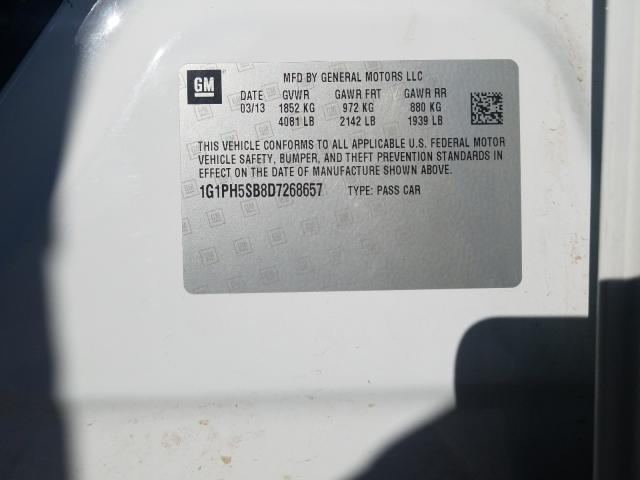 GM
MFD BY GENERAL MOTORS LLC
DATE GVWR GAWR FRT GAWR RR
03/13 1852 KG 972 KG 880 KG
4081 LB 2142 LB 1939 LB
THIS VEHICLE CONFORMS TO ALL APPLICABLE U.S. FEDERAL MOTOR
VEHICLE SAFETY, BUMPER, AND THEFT PREVENTION STANDARDS IN
EFFECT ON THE DATE OF MANUFACTURE SHOWN ABOVE.
1G1PH5SB8D7268657 TYPE: PASS CAR